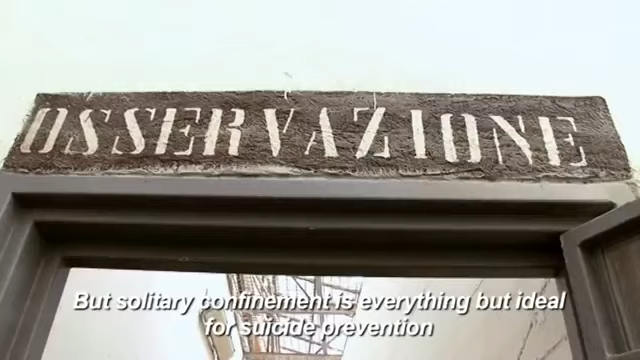 OSSERVAZIONE
But solitary confinement is everything but ideal
for suicide prevention